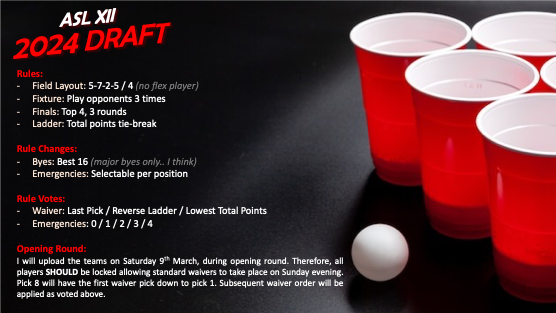 ASL XII
2024 DRAFT
Rules:
- Field Layout: 5-7-2-5 / 4 (no flex player)
- Fixture: Play opponents 3 times
- Finals: Top 4, 3 rounds
- Ladder: Total points tie-break
Rule Changes:
- Byes: Best 16 (major byes only.. I think)
- Emergencies: Selectable per position
Rule Votes:
- Waiver: Last Pick / Reverse Ladder / Lowest Total Points
- Emergencies: 0 / 1 / 2 / 3 / 4
Opening Round:
I will upload the teams on Saturday 9th March, during opening round. Therefore, all
players SHOULD be locked allowing standard waivers to take place on Sunday evening.
Pick 8 will have the first waiver pick down to pick 1. Subsequent waiver order will be
applied as voted above.